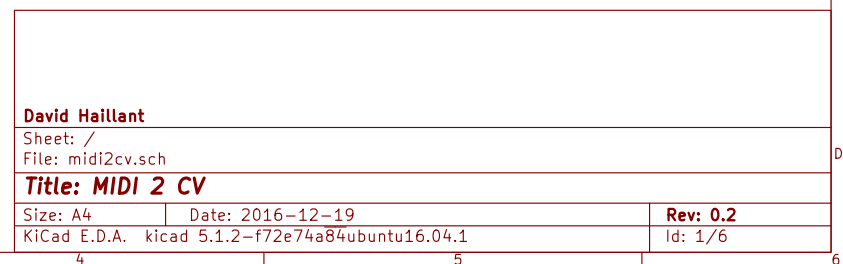 David Haillant
Sheet: /
File: midi2cv.sch
Title: MIDI 2 CV
Size: A4 Date: 2016-12-19 Rev: 0.2
KiCad E.D.A. kicad 5.1.2-f72e74a84ubuntu16.04.1 Id: 1/6
D
4 5 6